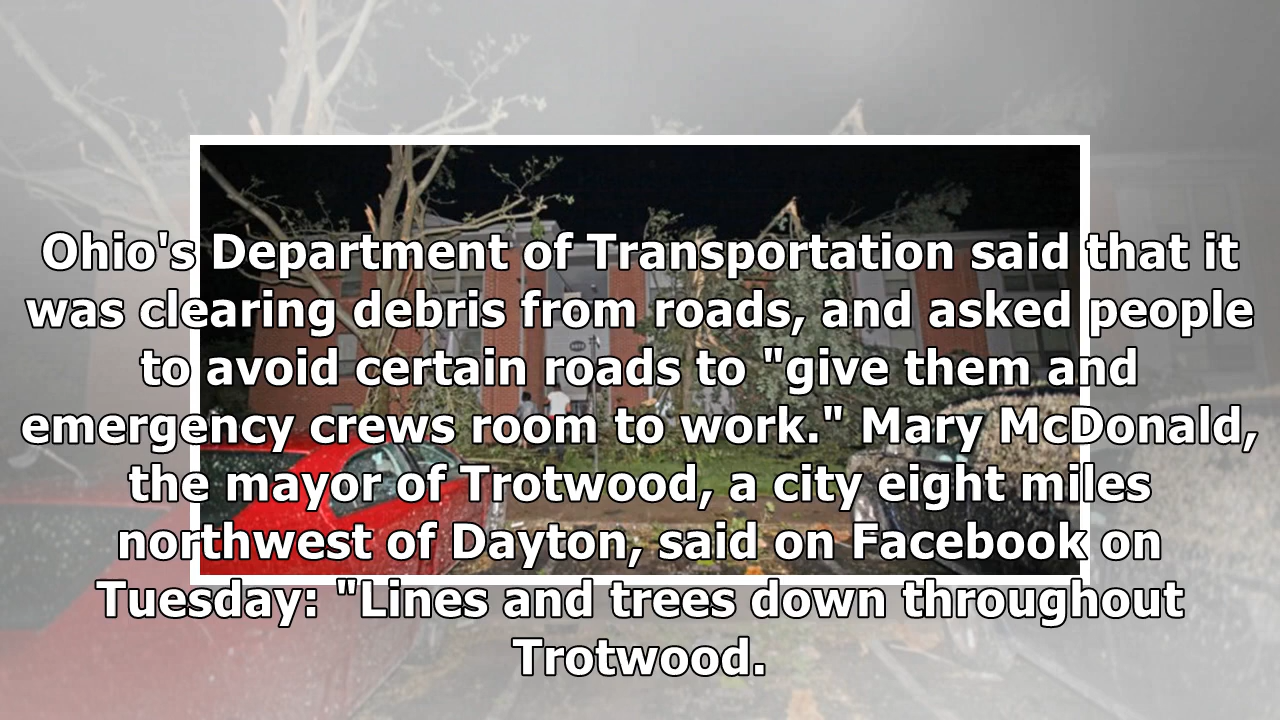 Ohio's Department of Transportation said that it
was clearing debris from roads, and asked people
to avoid certain roads to "give them and
emergency crews room to work." Mary McDonald,
the mayor of Trotwood, a city eight miles
northwest of Dayton, said on Facebook on
Tuesday: "Lines and trees down throughout
Trotwood.